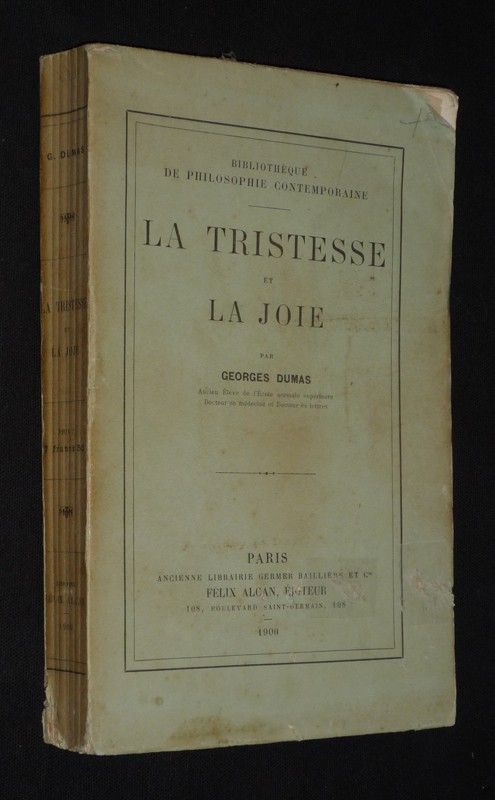 BIBLIOTHÈQUE
DE PHILOSOPHIE CONTEMPORAINE
LA TRISTESSE
ET
LA JOIE
PAR
GEORGES DUMAS
Ancien Élève de l'École normale supérieure
Docteur en médecine et Docteur ès lettres
PARIS
ANCIENNE LIBRAIRIE GERMER BAILLIÈRE ET Cie
FÉLIX ALCAN, ÉDITEUR
108, BOULEVARD SAINT-GERMAIN, 108
1900
G. DUMAS
LA TRISTESSE
ET
LA JOIE
ALCAN
1900